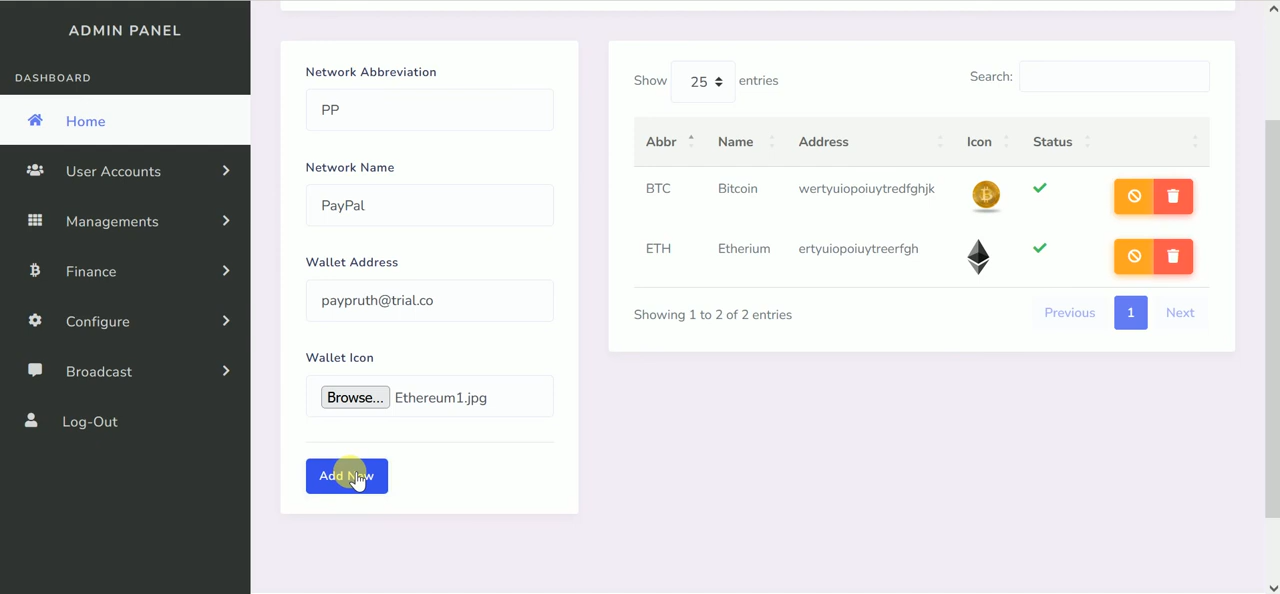 ADMIN PANEL
DASHBOARD
Home
User Accounts
Managements
Finance
Configure
Broadcast
Log-Out
Network Abbreviation
PP
Network Name
PayPal
Wallet Address
paypruth@trial.co
Wallet Icon
Browse... Ethereum1.jpg
Add New
Show 25 entries
Search:
Abbr Name Address Icon Status
BTC Bitcoin wertyuiopoiuytredfghjk
ETH Etherium ertyuiopoiuytreerfgh
Showing 1 to 2 of 2 entries
Previous 1 Next